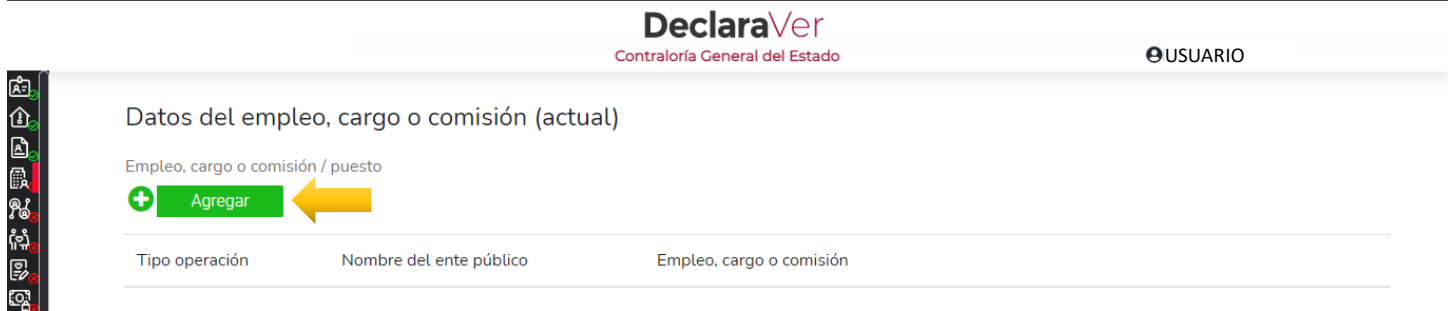 DeclaraVer
Contraloría General del Estado
USUARIO
Datos del empleo, cargo o comisión (actual)
Empleo, cargo o comisión / puesto
Agregar
Tipo operación Nombre del ente público Empleo, cargo o comisión